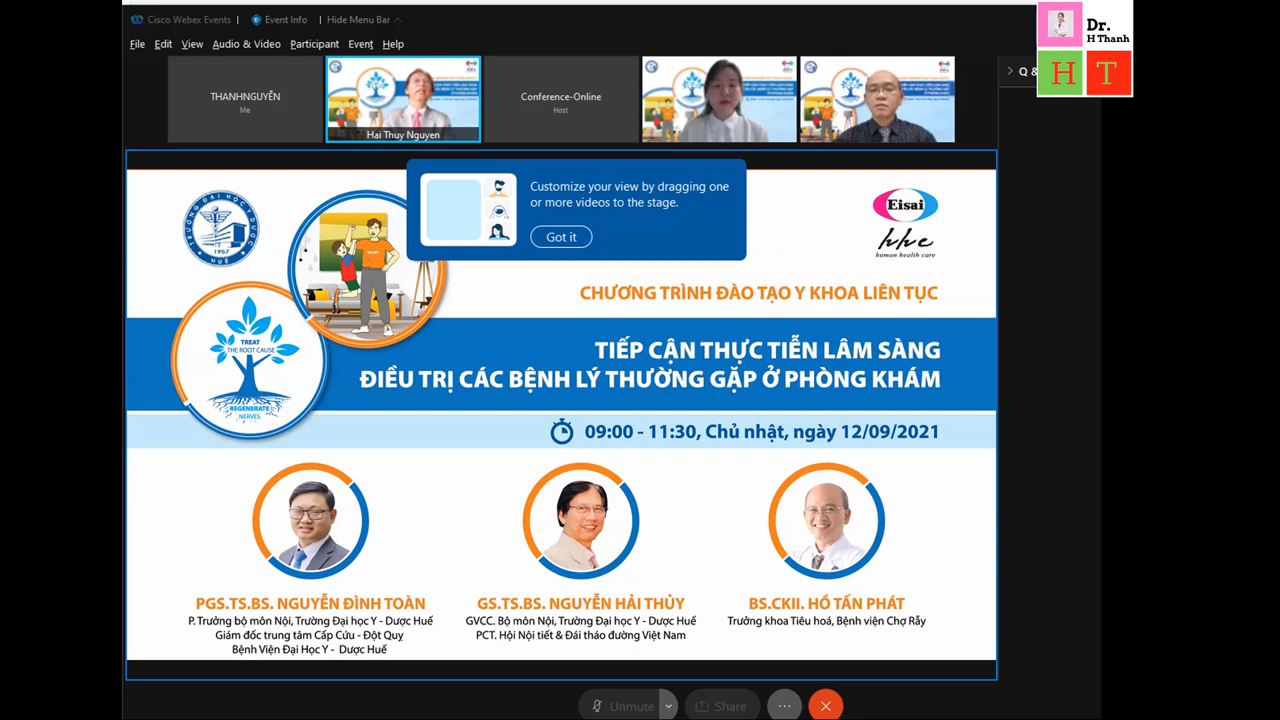 Cisco Webex Events
Event Info
Hide Menu Bar
File Edit View Audio & Video Participant Event Help
Dr.
H Thanh
H T
Q &
THANHNGUYỄN
Me
Hai Thuy Nguyen
Conference-Online
Host
Customize your view by dragging one
or more videos to the stage.
Got it
TRƯỜNG ĐẠI HỌC Y DƯỢC
1957
HUẾ
Eisai
hhc
human health care
CHƯƠNG TRÌNH ĐÀO TẠO Y KHOA LIÊN TỤC
TREAT
THE ROOT CAUSE
REGENERATE
NERVES
TIẾP CẬN THỰC TIỄN LÂM SÀNG
ĐIỀU TRỊ CÁC BỆNH LÝ THƯỜNG GẶP Ở PHÒNG KHÁM
09:00 - 11:30, Chủ nhật, ngày 12/09/2021
PGS.TS.BS. NGUYỄN ĐÌNH TOÀN
P. Trưởng bộ môn Nội, Trường Đại học Y - Dược Huế
Giám đốc trung tâm Cấp Cứu - Đột Quỵ
Bệnh Viện Đại Học Y - Dược Huế
GS.TS.BS. NGUYỄN HẢI THỦY
GVCC. Bộ môn Nội, Trường Đại học Y - Dược Huế
PCT. Hội Nội tiết & Đái tháo đường Việt Nam
BS.CKII. HỒ TẤN PHÁT
Trưởng khoa Tiêu hoá, Bệnh viện Chợ Rẫy
Unmute
Share